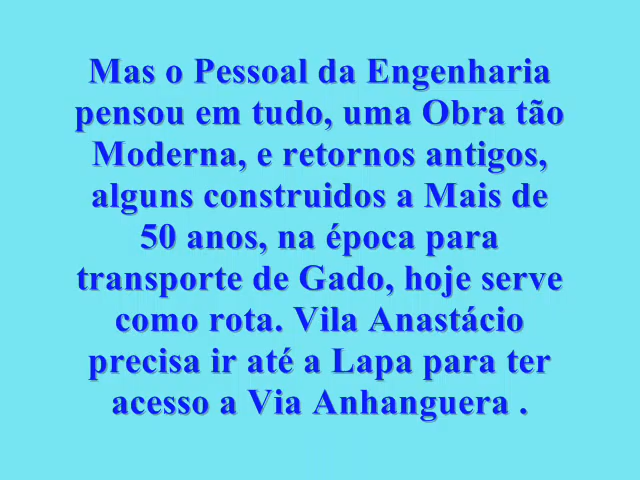 Mas o Pessoal da Engenharia
pensou em tudo, uma Obra tão
Moderna, e retornos antigos,
alguns construidos a Mais de
50 anos, na época para
transporte de Gado, hoje serve
como rota. Vila Anastácio
precisa ir até a Lapa para ter
acesso a Via Anhanguera .